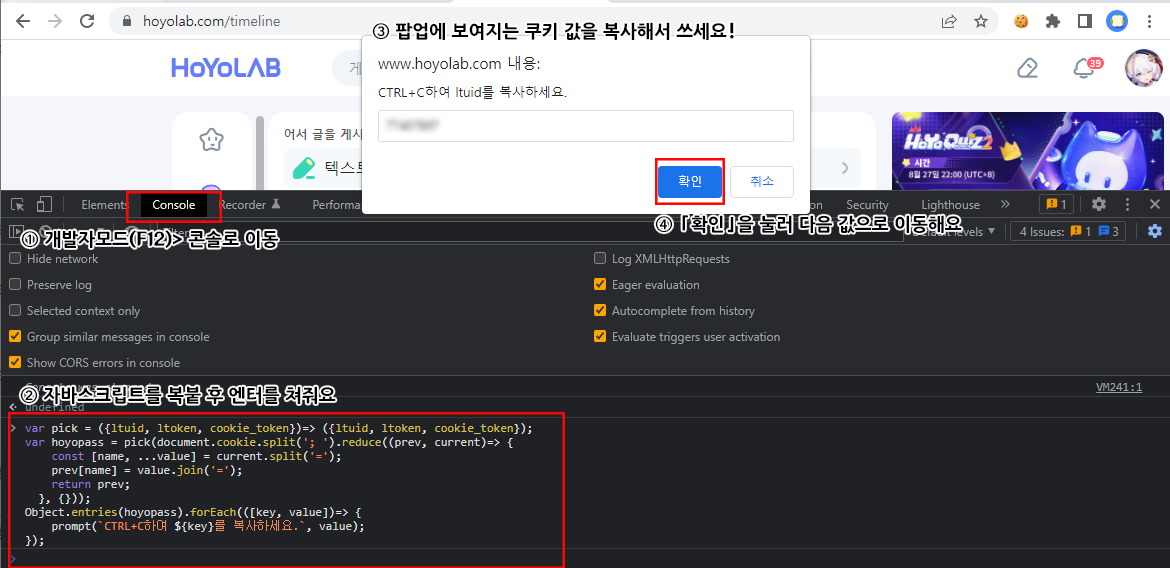 hoyolab.com/timeline
③ 팝업에 보여지는 쿠키 값을 복사해서 쓰세요!
HoYoLAB
게
www.hoyolab.com 내용:
CTRL+C하여 ltuid를 복사하세요.
확인
취소
④ 「확인」을 눌러 다음 값으로 이동해요
39
어서 글을 게시
텍스트
HoYo Quiz 2
시간
8월 27일 22:00 (UTC+8)
Elements
Console
Recorder
Performa
on
Security
Lighthouse
1
① 개발자모드(F12)> 콘솔로 이동
levels
4 Issues:
1
3
Hide network
Log XMLHttpRequests
Preserve log
Eager evaluation
Selected context only
Autocomplete from history
Group similar messages in console
Evaluate triggers user activation
Show CORS errors in console
② 자바스크립트를 복붙 후 엔터를 쳐줘요
VM241:1
undefined
var pick = ({ltuid, ltoken, cookie_token})=> ({ltuid, ltoken, cookie_token});
var hoyopass = pick(document.cookie.split('; ').reduce((prev, current)=> {
const [name, ...value] = current.split('=');
prev[name] = value.join('=');
return prev;
}, {}));
Object.entries(hoyopass).forEach(([key, value])=> {
prompt(`CTRL+C하여 ${key}를 복사하세요.`, value);
});